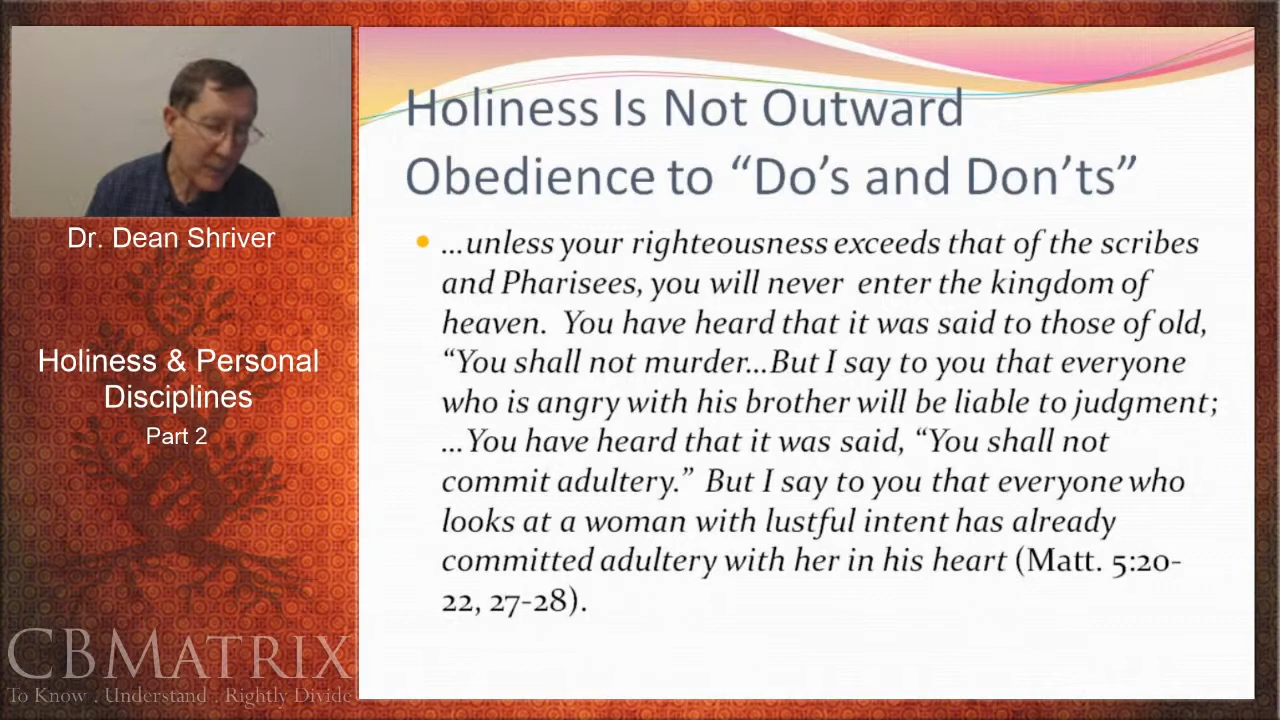 Dr. Dean Shriver
Holiness & Personal
Disciplines
Part 2
CBMATRIX
To Know . Understand . Rightly Divide
Holiness Is Not Outward
Obedience to “Do’s and Don’ts”
• …unless your righteousness exceeds that of the scribes
and Pharisees, you will never enter the kingdom of
heaven. You have heard that it was said to those of old,
“You shall not murder…But I say to you that everyone
who is angry with his brother will be liable to judgment;
…You have heard that it was said, “You shall not
commit adultery.” But I say to you that everyone who
looks at a woman with lustful intent has already
committed adultery with her in his heart (Matt. 5:20-
22, 27-28).